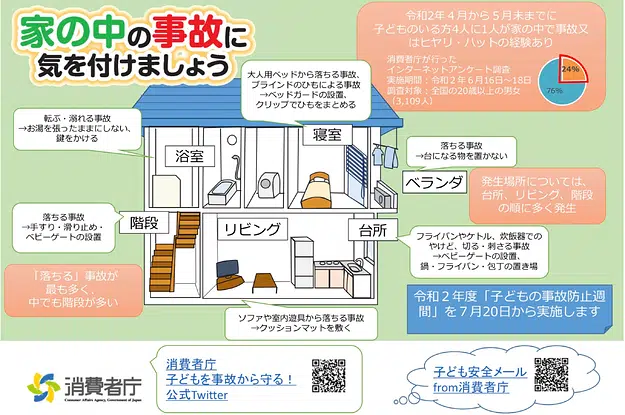 家の中の事故に
気を付けましょう
令和2年４月から５月末までに
子どものいる方4人に1人が家の中で事故又
はヒヤリ・ハットの経験あり
消費者庁が行った
インターネットアンケート調査
実施期間：令和２年６月16日～18日
調査対象：全国の20歳以上の男女
（3,109人）
24%
76%
大人用ベッドから落ちる事故、
ブラインドのひもによる事故
→ベッドガードの設置、
クリップでひもをまとめる
転ぶ・溺れる事故
→お湯を張ったままにしない、
鍵をかける
浴室
寝室
落ちる事故
→台になる物を置かない
ベランダ
発生場所については、
台所、リビング、階段
の順に多く発生
落ちる事故
→手すり・滑り止め・
ベビーゲートの設置
階段
リビング
台所
フライパンやケトル、炊飯器での
やけど、切る・刺さる事故
→ベビーゲートの設置、
鍋・フライパン・包丁の置き場
「落ちる」事故が
最も多く、
中でも階段が多い
ソファや室内遊具から落ちる事故
→クッションマットを敷く
令和２年度「子どもの事故防止週
間」を７月20日から実施します
消費者庁
Consumer Affairs Agency, Government of Japan
消費者庁
子どもを事故から守る！
公式Twitter
子ども安全メール
from消費者庁